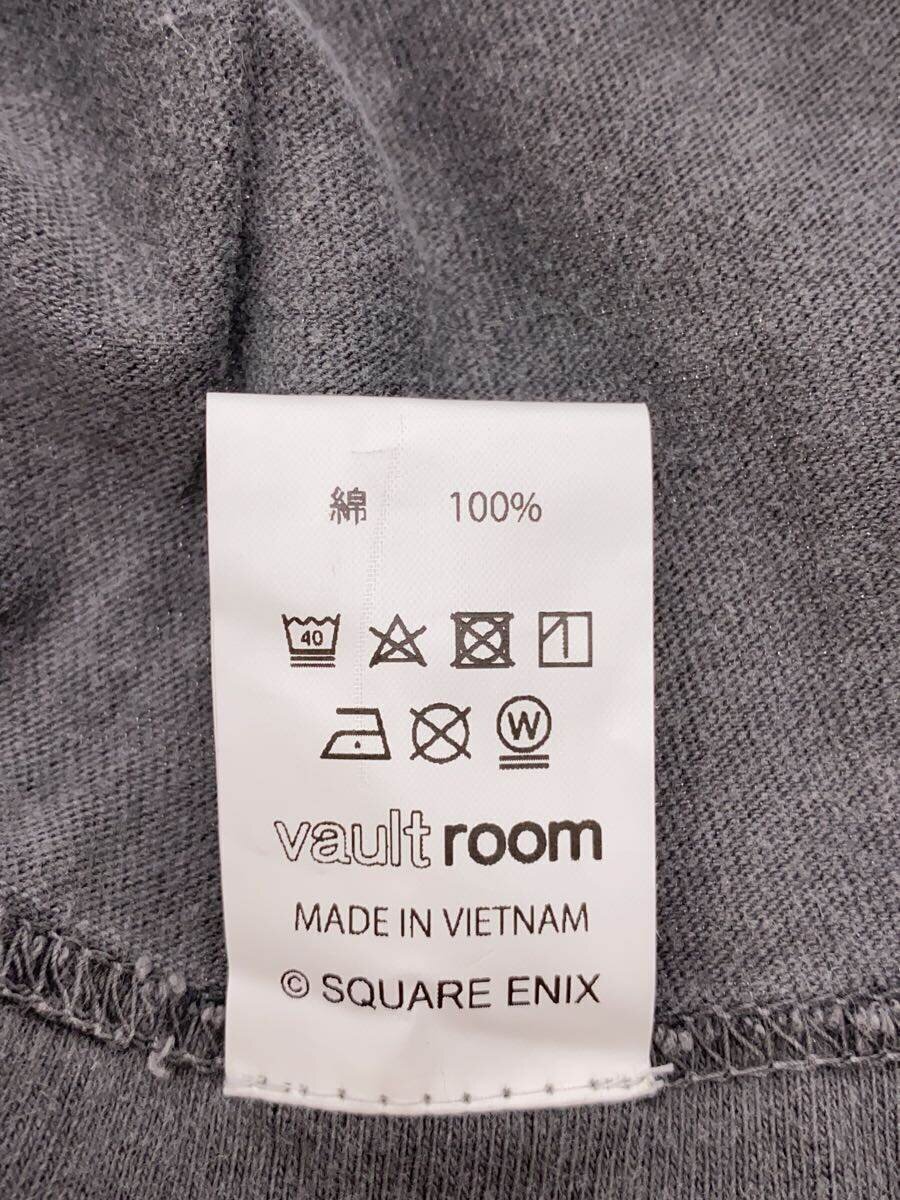 綿 100%
40
W
vault room
MADE IN VIETNAM
© SQUARE ENIX